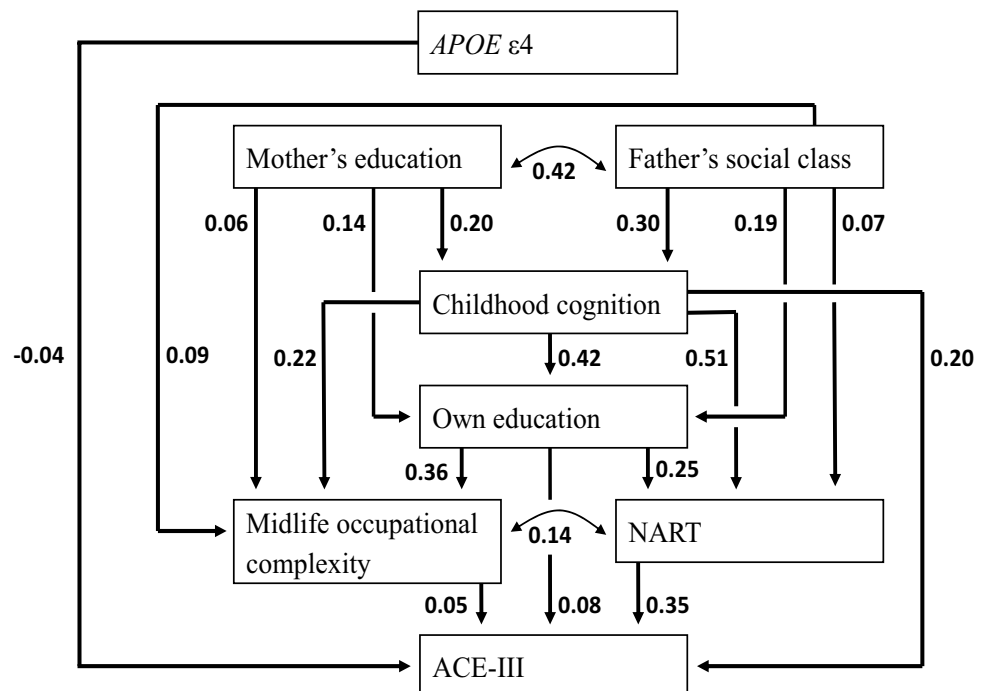 APOE ε4
Mother’s education
Father’s social class
0.42
0.06
0.14
0.20
0.30
0.19
0.07
Childhood cognition
-0.04
0.09
0.22
0.42
0.51
0.20
Own education
0.36
0.25
Midlife occupational
complexity
0.14
NART
0.05
0.08
0.35
ACE-III